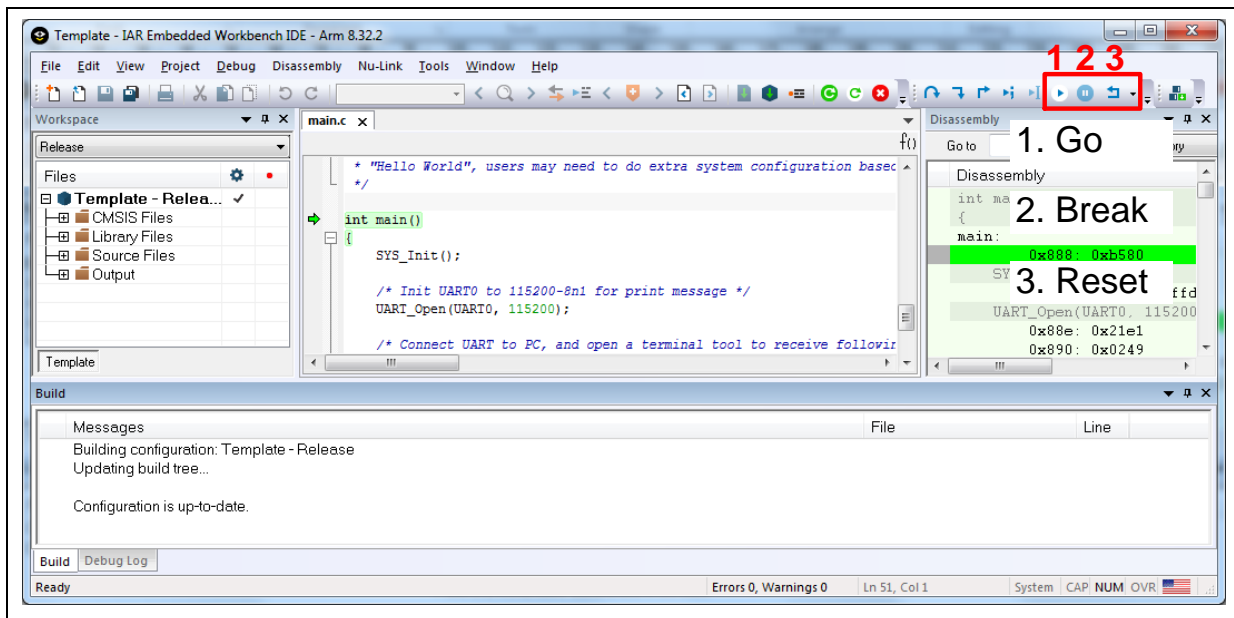 Template - IAR Embedded Workbench IDE - Arm 8.32.2
File Edit View Project Debug Disassembly Nu-Link Tools Window Help
1 2 3
Workspace
main.c
Disassembly
Release
f()
Go to
1. Go
Files
* "Hello World", users may need to do extra system configuration based
*/
Disassembly
Template - Relea...
CMSIS Files
Library Files
Source Files
Output
int main()
{
SYS_Init();
/* Init UART0 to 115200-8n1 for print message */
UART_Open(UART0, 115200);
/* Connect UART to PC, and open a terminal tool to receive
int
{
2. Break
main:
0x888: 0xb580
3. Reset
UART_Open(UART0, 115200
0x88e: 0x21e1
0x890: 0x0249
Template
Build
Messages File Line
Building configuration: Template - Release
Updating build tree...
Configuration is up-to-date.
Build Debug Log
Ready Errors 0, Warnings 0 Ln 51, Col 1 System CAP NUM OVR